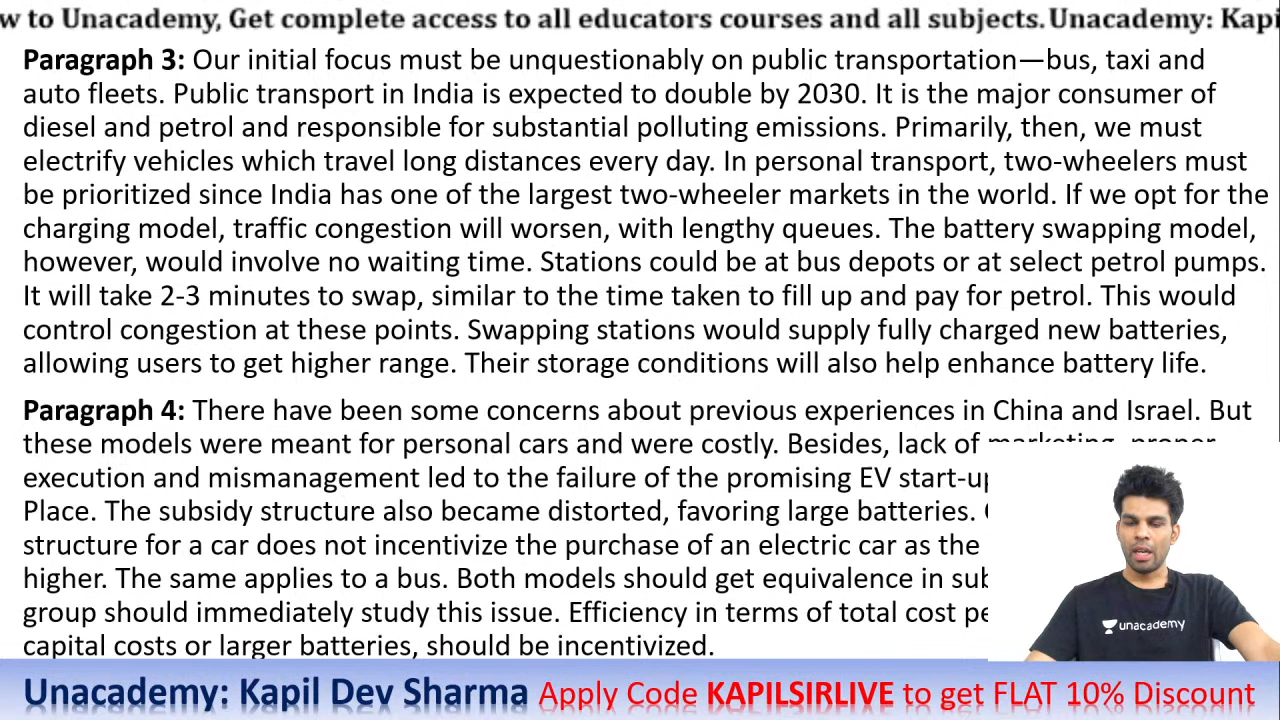 w to Unacademy, Get complete access to all educators courses and all subjects. Unacademy: Kapi
Paragraph 3: Our initial focus must be unquestionably on public transportation—bus, taxi and
auto fleets. Public transport in India is expected to double by 2030. It is the major consumer of
diesel and petrol and responsible for substantial polluting emissions. Primarily, then, we must
electrify vehicles which travel long distances every day. In personal transport, two-wheelers must
be prioritized since India has one of the largest two-wheeler markets in the world. If we opt for the
charging model, traffic congestion will worsen, with lengthy queues. The battery swapping model,
however, would involve no waiting time. Stations could be at bus depots or at select petrol pumps.
It will take 2-3 minutes to swap, similar to the time taken to fill up and pay for petrol. This would
control congestion at these points. Swapping stations would supply fully charged new batteries,
allowing users to get higher range. Their storage conditions will also help enhance battery life.
Paragraph 4: There have been some concerns about previous experiences in China and Israel. But
these models were meant for personal cars and were costly. Besides, lack of marketing, proper
execution and mismanagement led to the failure of the promising EV start-up
Place. The subsidy structure also became distorted, favoring large batteries.
structure for a car does not incentivize the purchase of an electric car as the
higher. The same applies to a bus. Both models should get equivalence in sub
group should immediately study this issue. Efficiency in terms of total cost pe
capital costs or larger batteries, should be incentivized.
unacademy
Unacademy: Kapil Dev Sharma Apply Code KAPILSIRLIVE to get FLAT 10% Discount